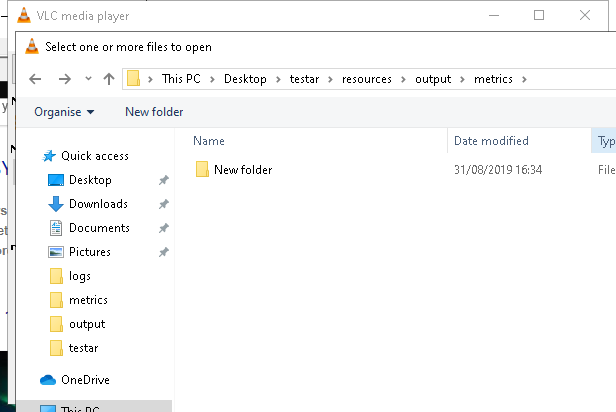 VLC media player
Select one or more files to open
This PC > Desktop > testar > resources > output > metrics >
Organise New folder
Name Date modified
Quick access
New folder 31/08/2019 16:34 File
Desktop
Downloads
Documents
Pictures
logs
metrics
output
testar
OneDrive
This PC